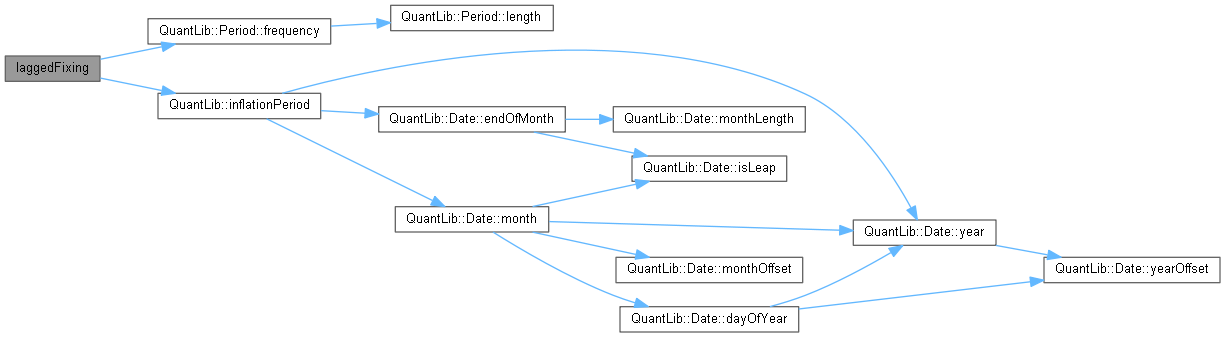 QuantLib::Period::length
QuantLib::Period::frequency
laggedFixing
QuantLib::inflationPeriod
QuantLib::Date::endOfMonth
QuantLib::Date::monthLength
QuantLib::Date::isLeap
QuantLib::Date::month
QuantLib::Date::year
QuantLib::Date::monthOffset
QuantLib::Date::yearOffset
QuantLib::Date::dayOfYear